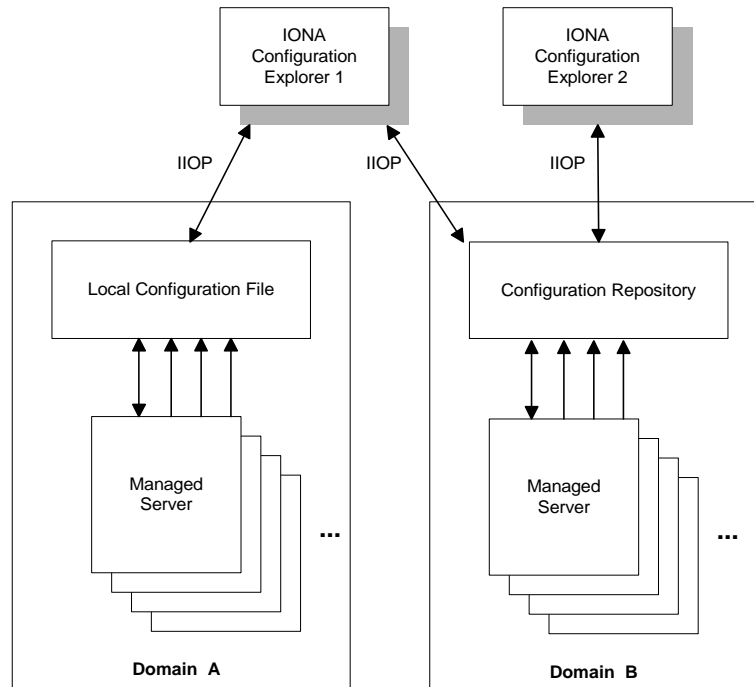 IONA
Configuration
Explorer 1
IONA
Configuration
Explorer 2
IIOP
IIOP
IIOP
Local Configuration File
Configuration Repository
Managed
Server
...
Managed
Server
...
Domain A
Domain B